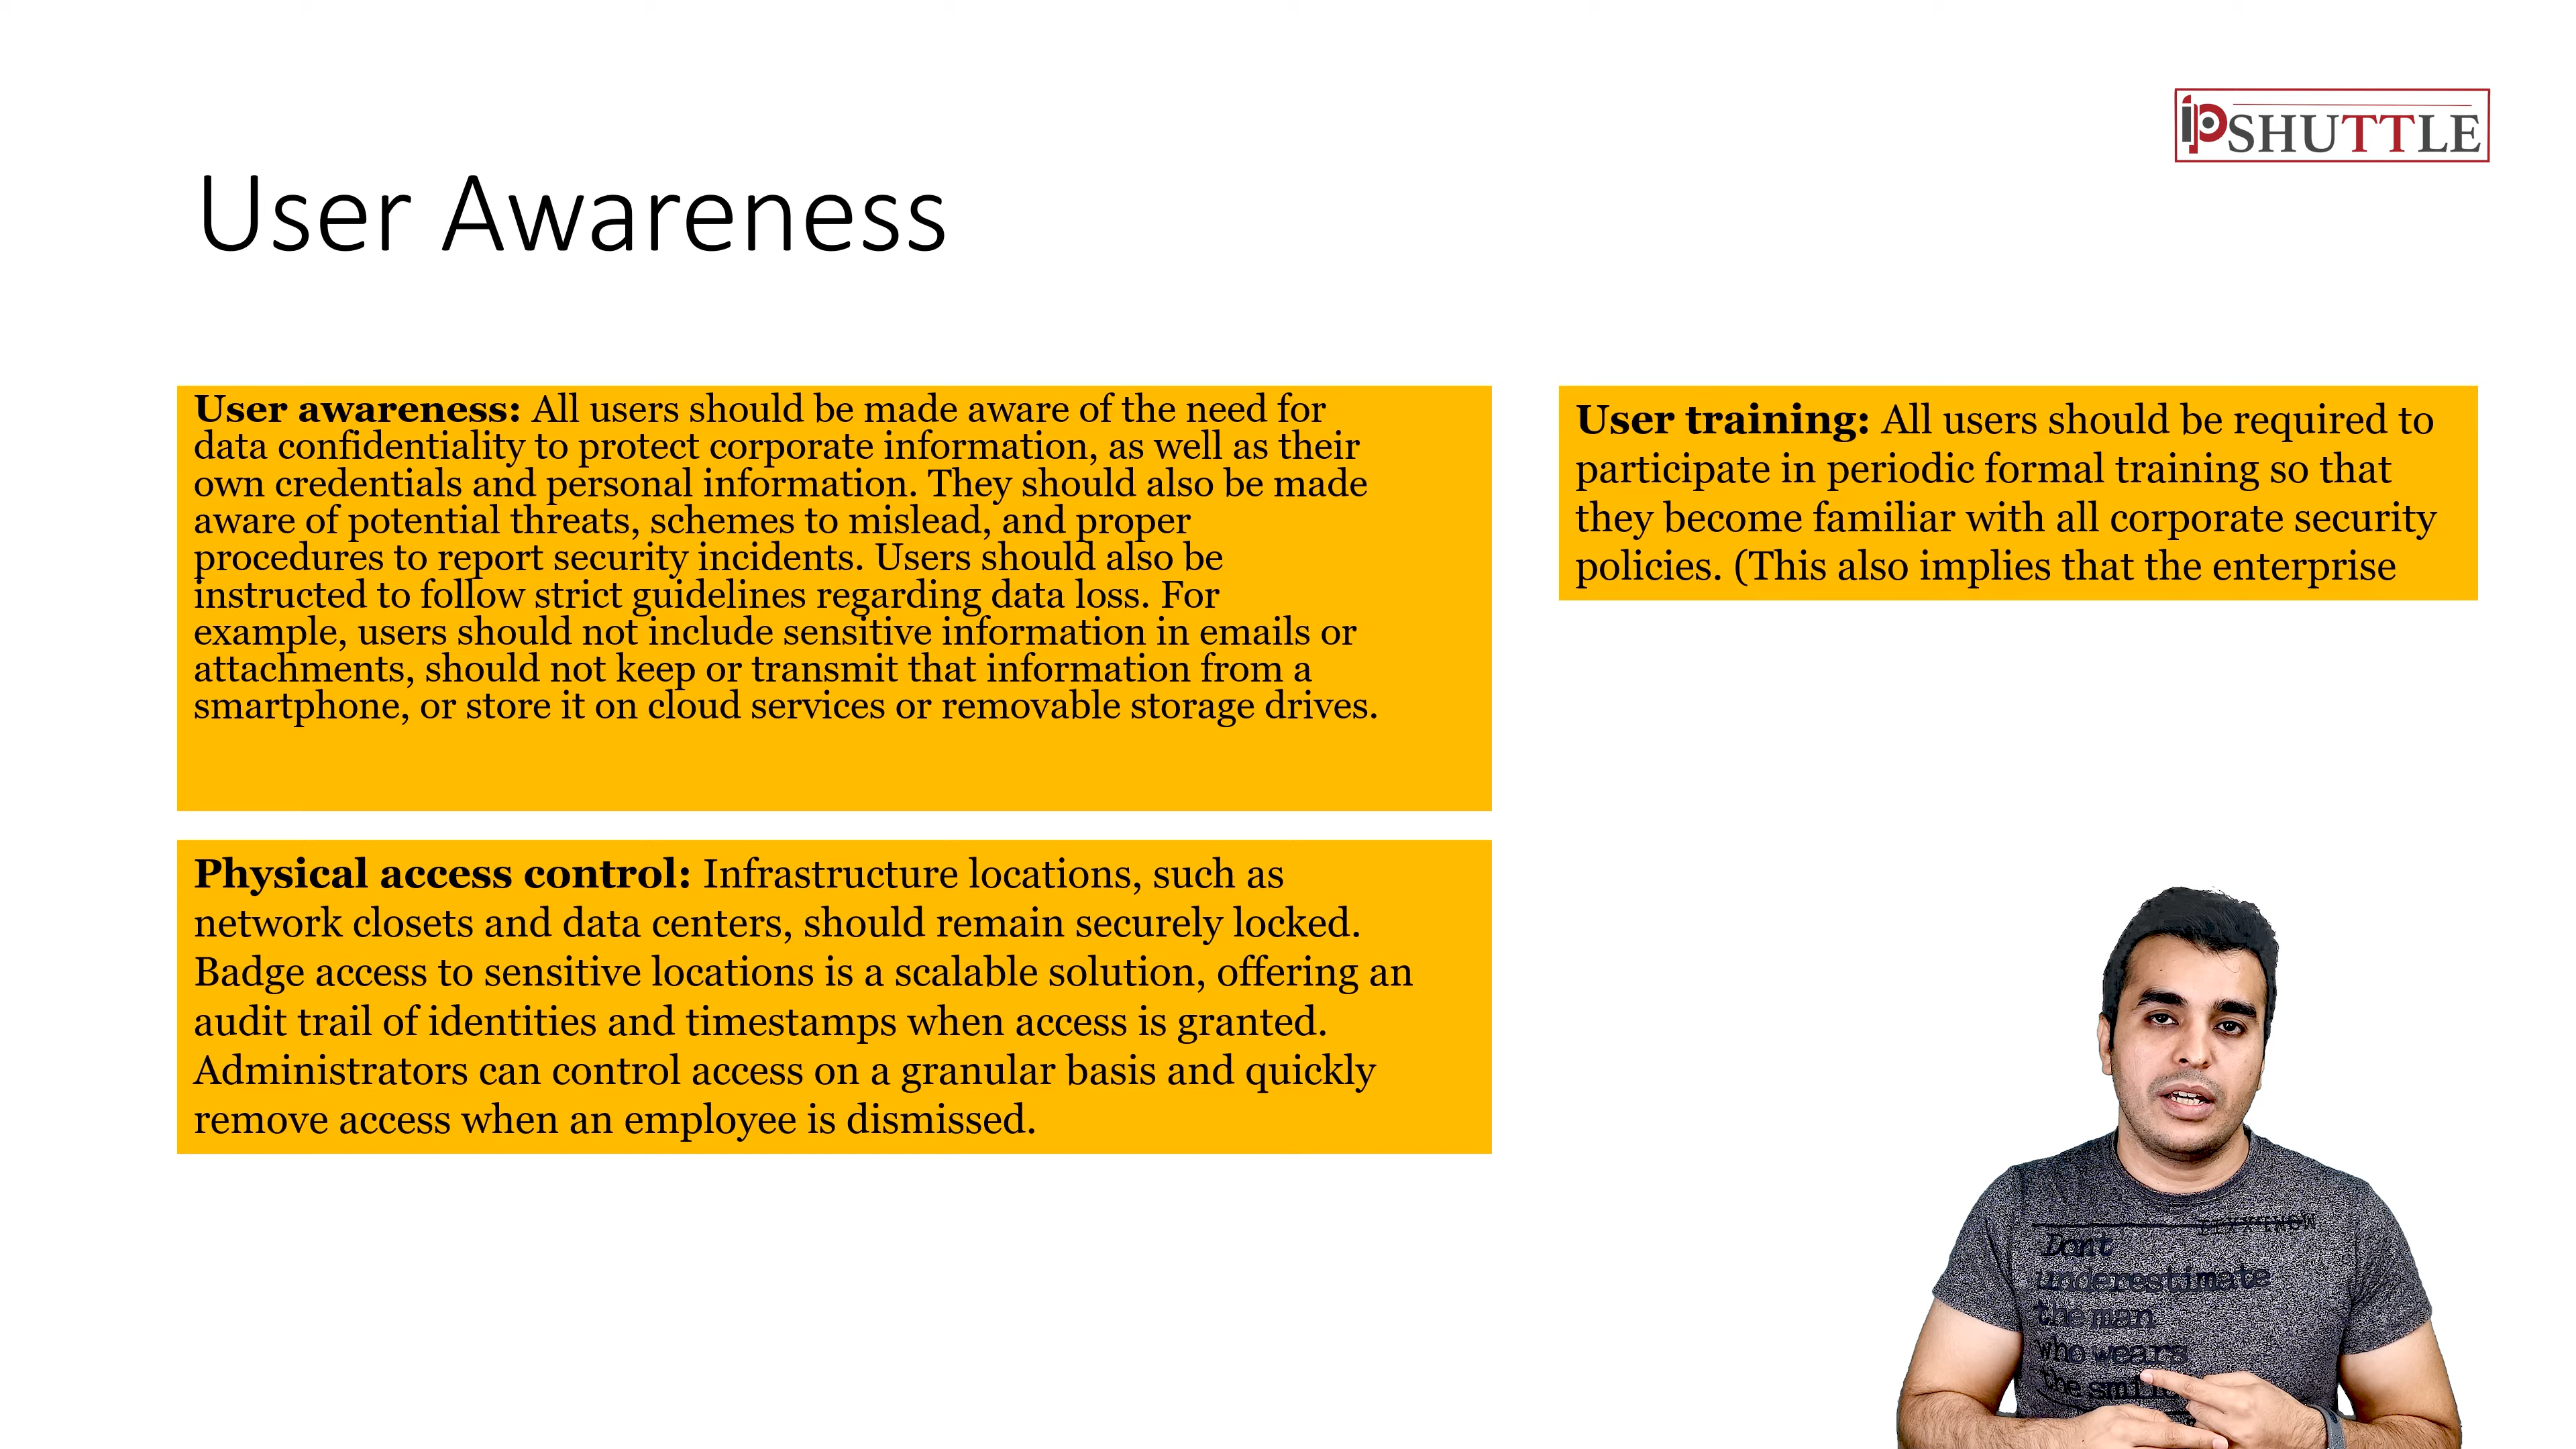 ipSHUTTLE
User Awareness
User awareness: All users should be made aware of the need for
data confidentiality to protect corporate information, as well as their
own credentials and personal information. They should also be made
aware of potential threats, schemes to mislead, and proper
procedures to report security incidents. Users should also be
instructed to follow strict guidelines regarding data loss. For
example, users should not include sensitive information in emails or
attachments, should not keep or transmit that information from a
smartphone, or store it on cloud services or removable storage drives.
User training: All users should be required to
participate in periodic formal training so that
they become familiar with all corporate security
policies. (This also implies that the enterprise
Physical access control: Infrastructure locations, such as
network closets and data centers, should remain securely locked.
Badge access to sensitive locations is a scalable solution, offering an
audit trail of identities and timestamps when access is granted.
Administrators can control access on a granular basis and quickly
remove access when an employee is dismissed.
Dont
underestimate
the man
who wears
the